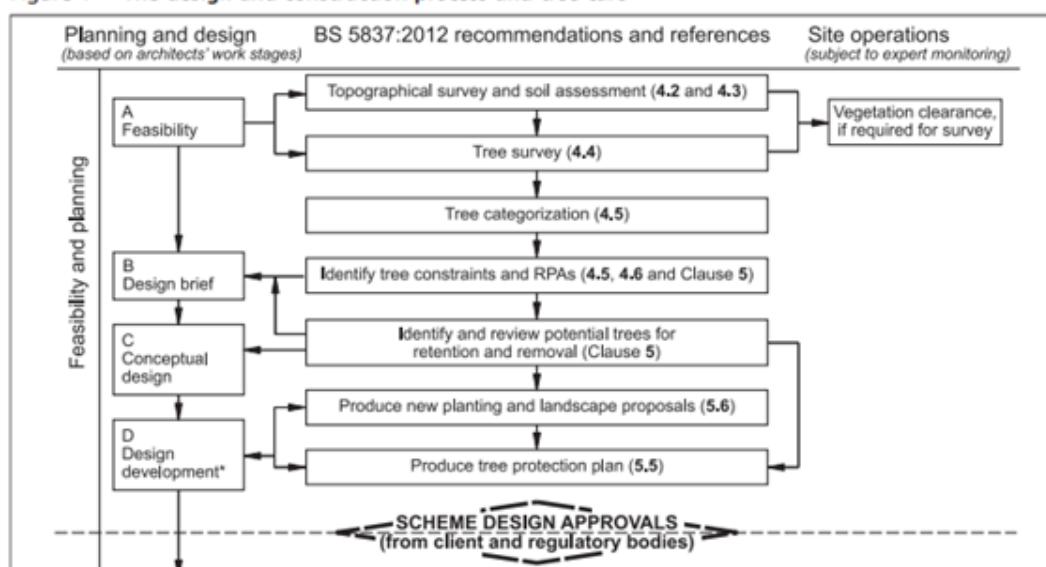 Planning and design
(based on architects' work stages)
BS 5837:2012 recommendations and references
Site operations
(subject to expert monitoring)
Feasibility and planning
A
Feasibility
Topographical survey and soil assessment (4.2 and 4.3)
Vegetation clearance,
if required for survey
Tree survey (4.4)
Tree categorization (4.5)
B
Design brief
Identify tree constraints and RPAs (4.5, 4.6 and Clause 5)
C
Conceptual
design
Identify and review potential trees for
retention and removal (Clause 5)
Produce new planting and landscape proposals (5.6)
D
Design
development*
Produce tree protection plan (5.5)
SCHEME DESIGN APPROVALS
(from client and regulatory bodies)